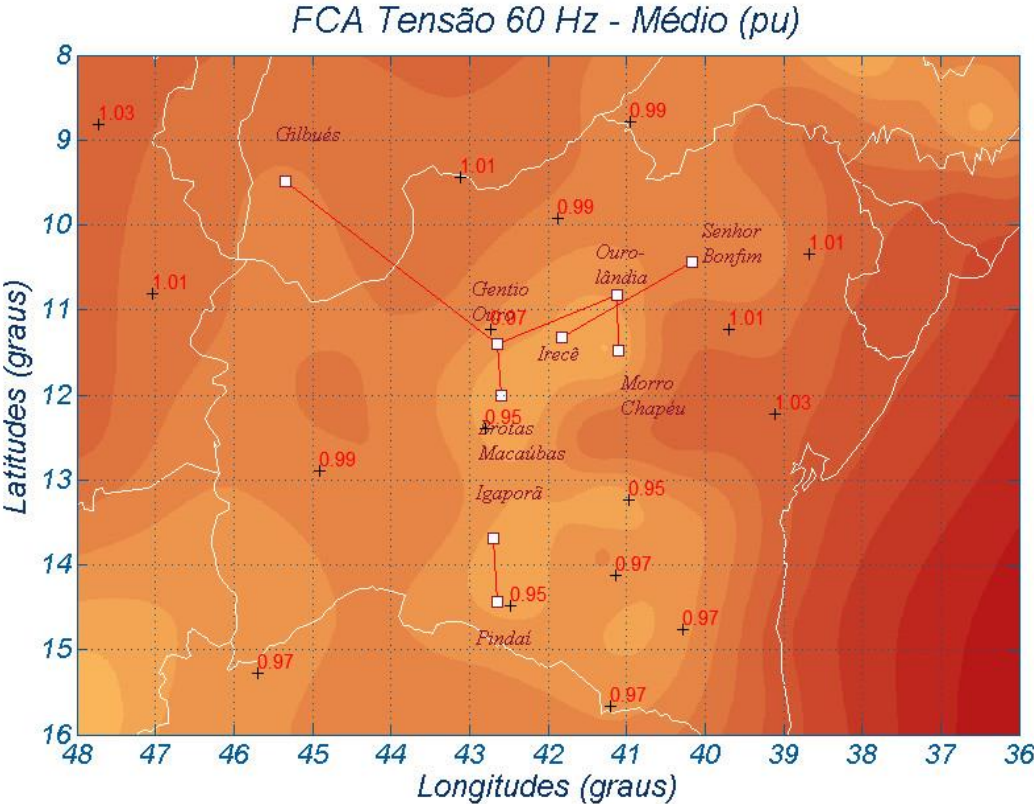 FCA Tensão 60 Hz - Médio (pu)
8
1.03
0.99
9
Gilbués
1.01
10
0.99
Senhor
Bonfim
1.01
Ouro-
lândia
1.01
Gentio
Ouro
0.97
1.01
11
Irecê
Morro
Chapéu
12
1.03
0.95
Brotas
Macaúbas
0.99
13
Igaporã
0.95
14
0.97
0.95
0.97
Pindaí
15
0.97
0.97
16
48 47 46 45 44 43 42 41 40 39 38 37 36
Longitudes (graus)
Latitudes (graus)